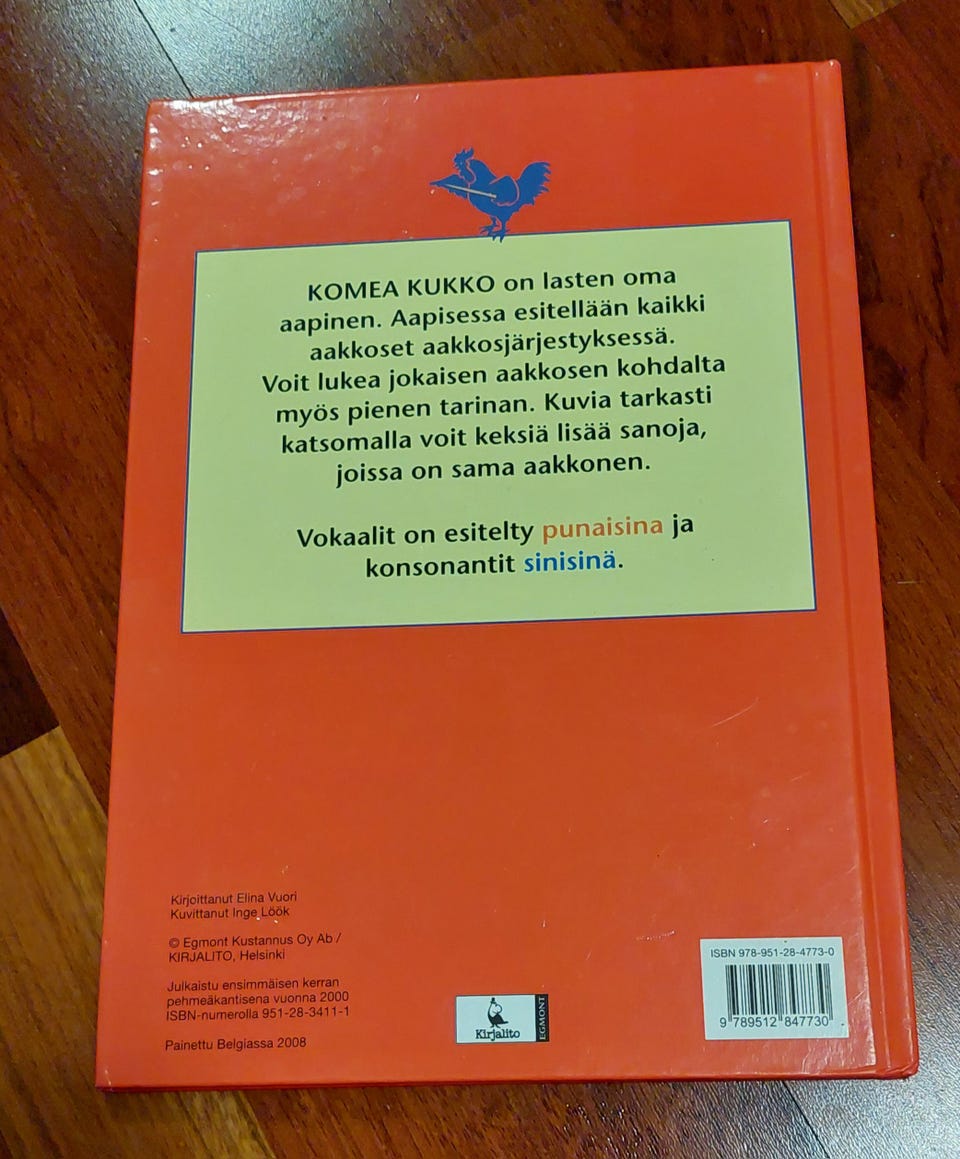 KOMEA KUKKO on lasten oma
aapinen. Aapisessa esitellään kaikki
aakkoset aakkosjärjestyksessä.
Voit lukea jokaisen aakkosen kohdalta
myös pienen tarinan. Kuvia tarkasti
katsomalla voit keksiä lisää sanoja,
joissa on sama aakkonen.
Vokaalit on esitelty punaisina ja
konsonantit sinisinä.
Kirjoittanut Elina Vuori
Kuvittanut Inge Löök
© Egmont Kustannus Oy Ab /
KIRJALITO, Helsinki
Julkaistu ensimmäisen kerran
pehmeäkantisena vuonna 2000
ISBN-numerolla 951-28-3411-1
Painettu Belgiassa 2008
Kirjalito
EGMONT
ISBN 978-951-28-4773-0
9 789512 847730